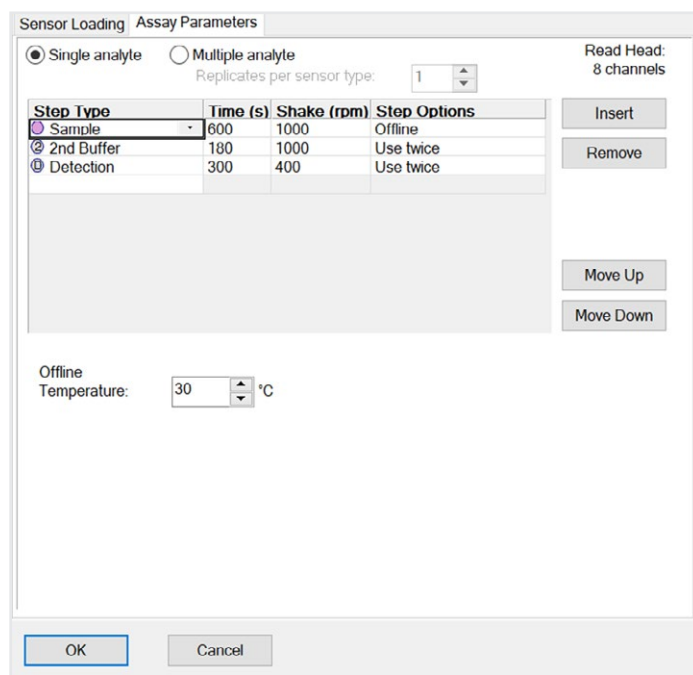 Sensor Loading Assay Parameters
Single analyte Multiple analyte Read Head:
Replicates per sensor type: 1 8 channels
Step Type Time (s) Shake (rpm) Step Options
Sample 600 1000 Offline
2 2nd Buffer 180 1000 Use twice
D Detection 300 400 Use twice
Insert
Remove
Move Up
Move Down
Offline
Temperature: 30 °C
OK Cancel